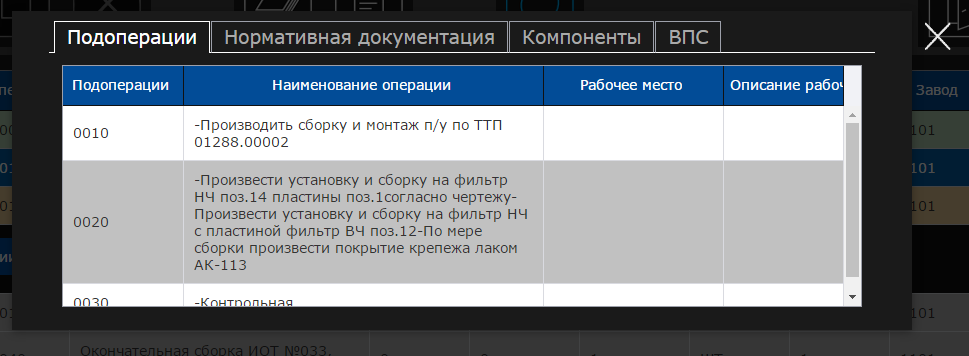 Подоперации Нормативная документация Компоненты ВПС
Подоперации Наименование операции Рабочее место Описание рабоч
Завод
0010 -Производить сборку и монтаж п/у по ТТП
01288.00002
-Произвести установку и сборку на фильтр
НЧ поз.14 пластины поз.1согласно чертежу-
Произвести установку и сборку на фильтр НЧ
0020 с пластиной фильтр ВЧ поз.12-По мере
сборки произвести покрытие крепежа лаком
АК-113
0030 -Контрольная
101
101
101
101
Окончательная сборка ИОТ №033,